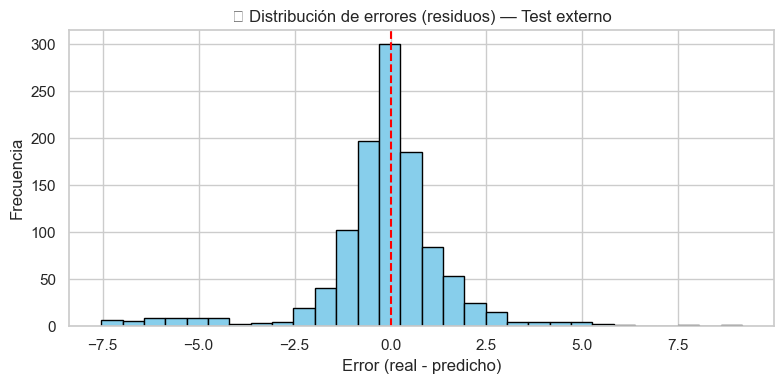 Distribución de errores (residuos) — Test externo
Frecuencia
300
250
200
150
100
50
0
−7.5 −5.0 −2.5 0.0 2.5 5.0 7.5
Error (real - predicho)